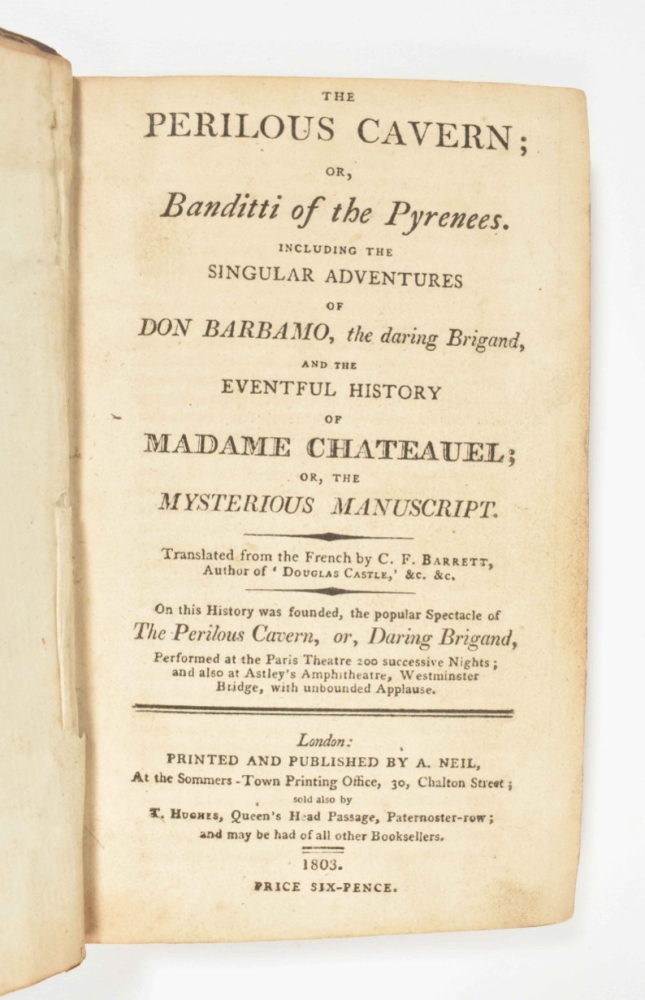 THE
PERILOUS CAVERN;
OR,
Banditti of the Pyrenees.
INCLUDING THE
SINGULAR ADVENTURES
OF
DON BARBAMO, the daring Brigand,
AND THE
EVENTFUL HISTORY
OF
MADAME CHATEAUEL;
OR, THE
MYSTERIOUS MANUSCRIPT.
Translated from the French by C. F. BARRETT,
Author of ‘ DOUGLAS CASTLE,’ &c. &c.
On this History was founded, the popular Spectacle of
The Perilous Cavern, or, Daring Brigand,
Performed at the Paris Theatre 200 successive Nights;
and also at Astley's Amphitheatre, Westminster
Bridge, with unbounded Applause.
London:
PRINTED AND PUBLISHED BY A. NEIL,
At the Sommers-Town Printing Office, 30, Chalton Street;
sold also by
T. HUGHES, Queen's Head Passage, Paternoster-row;
and may be had of all other Booksellers.
1803.
PRICE SIX-PENCE.